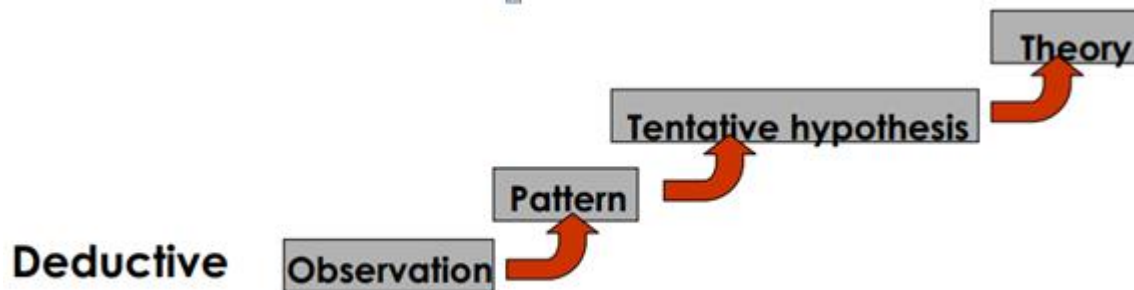 Theory
Tentative hypothesis
Pattern
Deductive
Observation